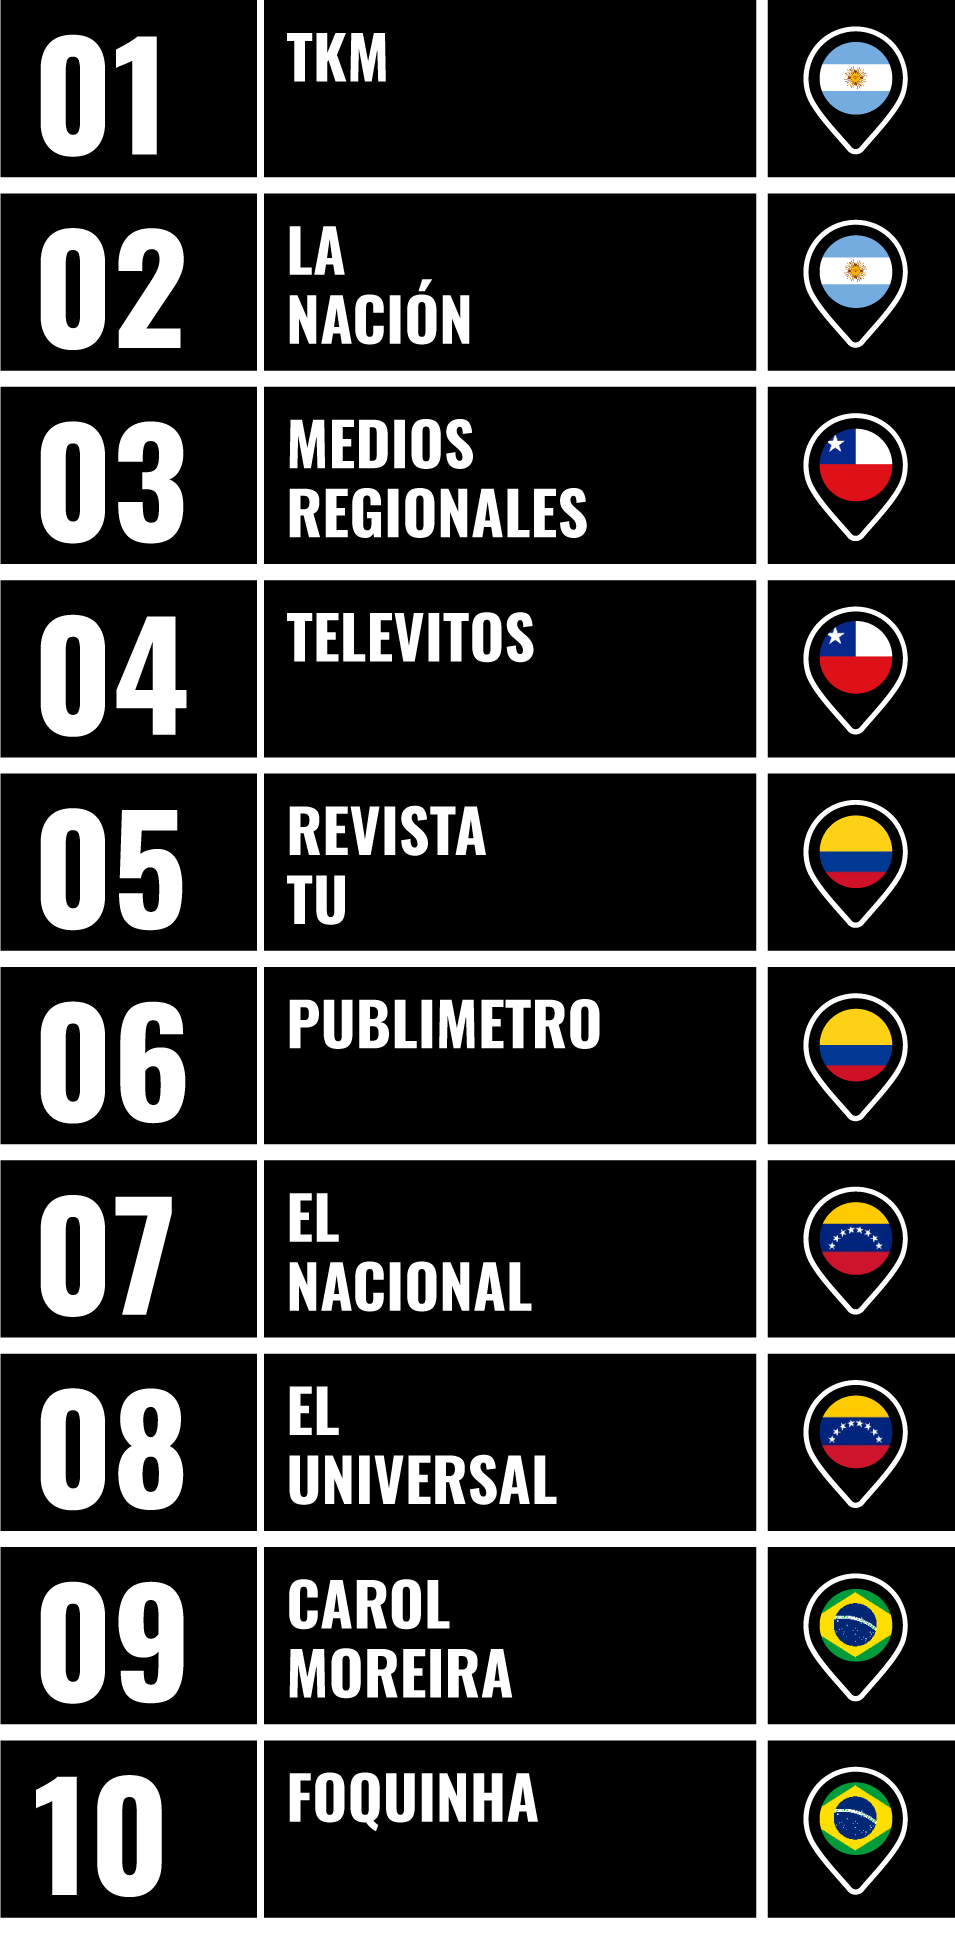 01
TKM
02
LA
NACIÓN
03
MEDIOS
REGIONALES
04
TELEVITOS
05
REVISTA
TU
06
PUBLIMETRO
07
EL
NACIONAL
08
EL
UNIVERSAL
09
CAROL
MOREIRA
10
FOQUINHA